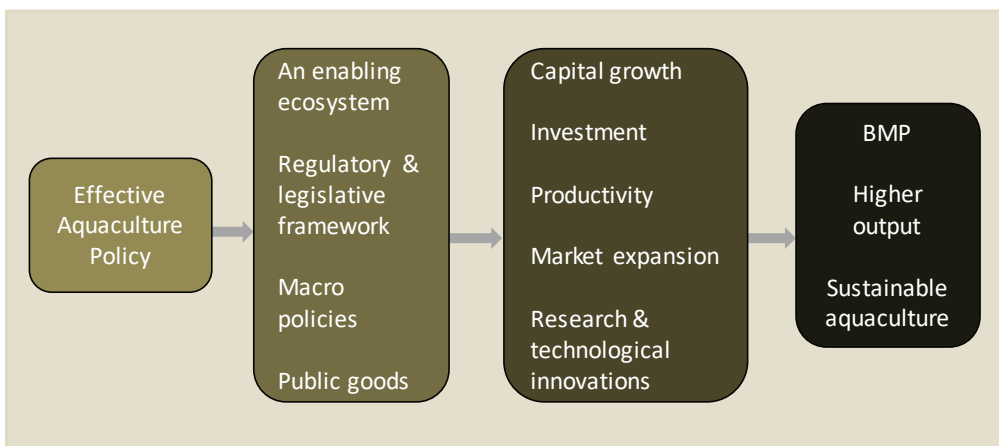 Effective
Aquaculture
Policy
An enabling
ecosystem
Regulatory &
legislative
framework
Macro
policies
Public goods
Capital growth
Investment
Productivity
Market expansion
Research &
technological
innovations
BMP
Higher
output
Sustainable
aquaculture